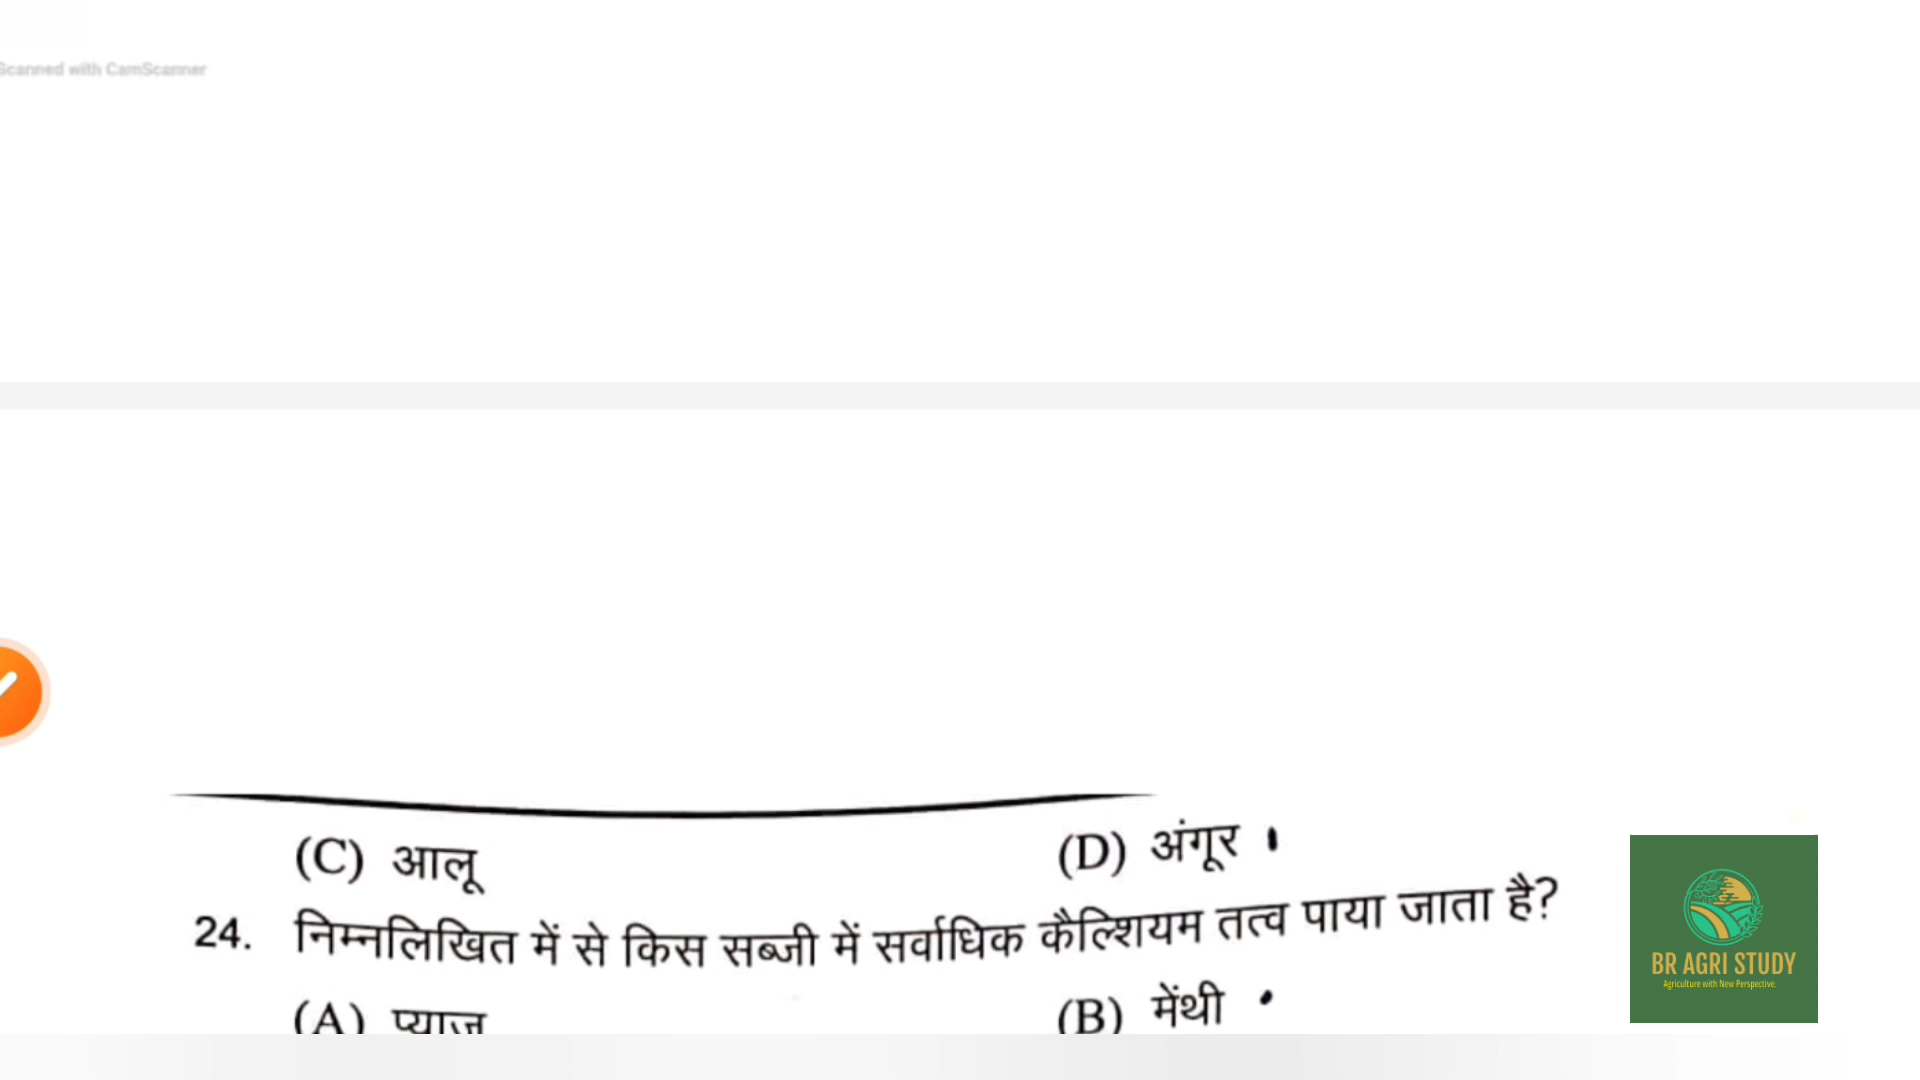 Scanned with CamScanner
(C) आलू
(D) अंगूर
24. निम्नलिखित में से किस सब्जी में सर्वाधिक कैल्शियम तत्व पाया जाता है?
(A) प्याज
(B) मेंथी
BR AGRI STUDY
Agriculture with New Perspective.